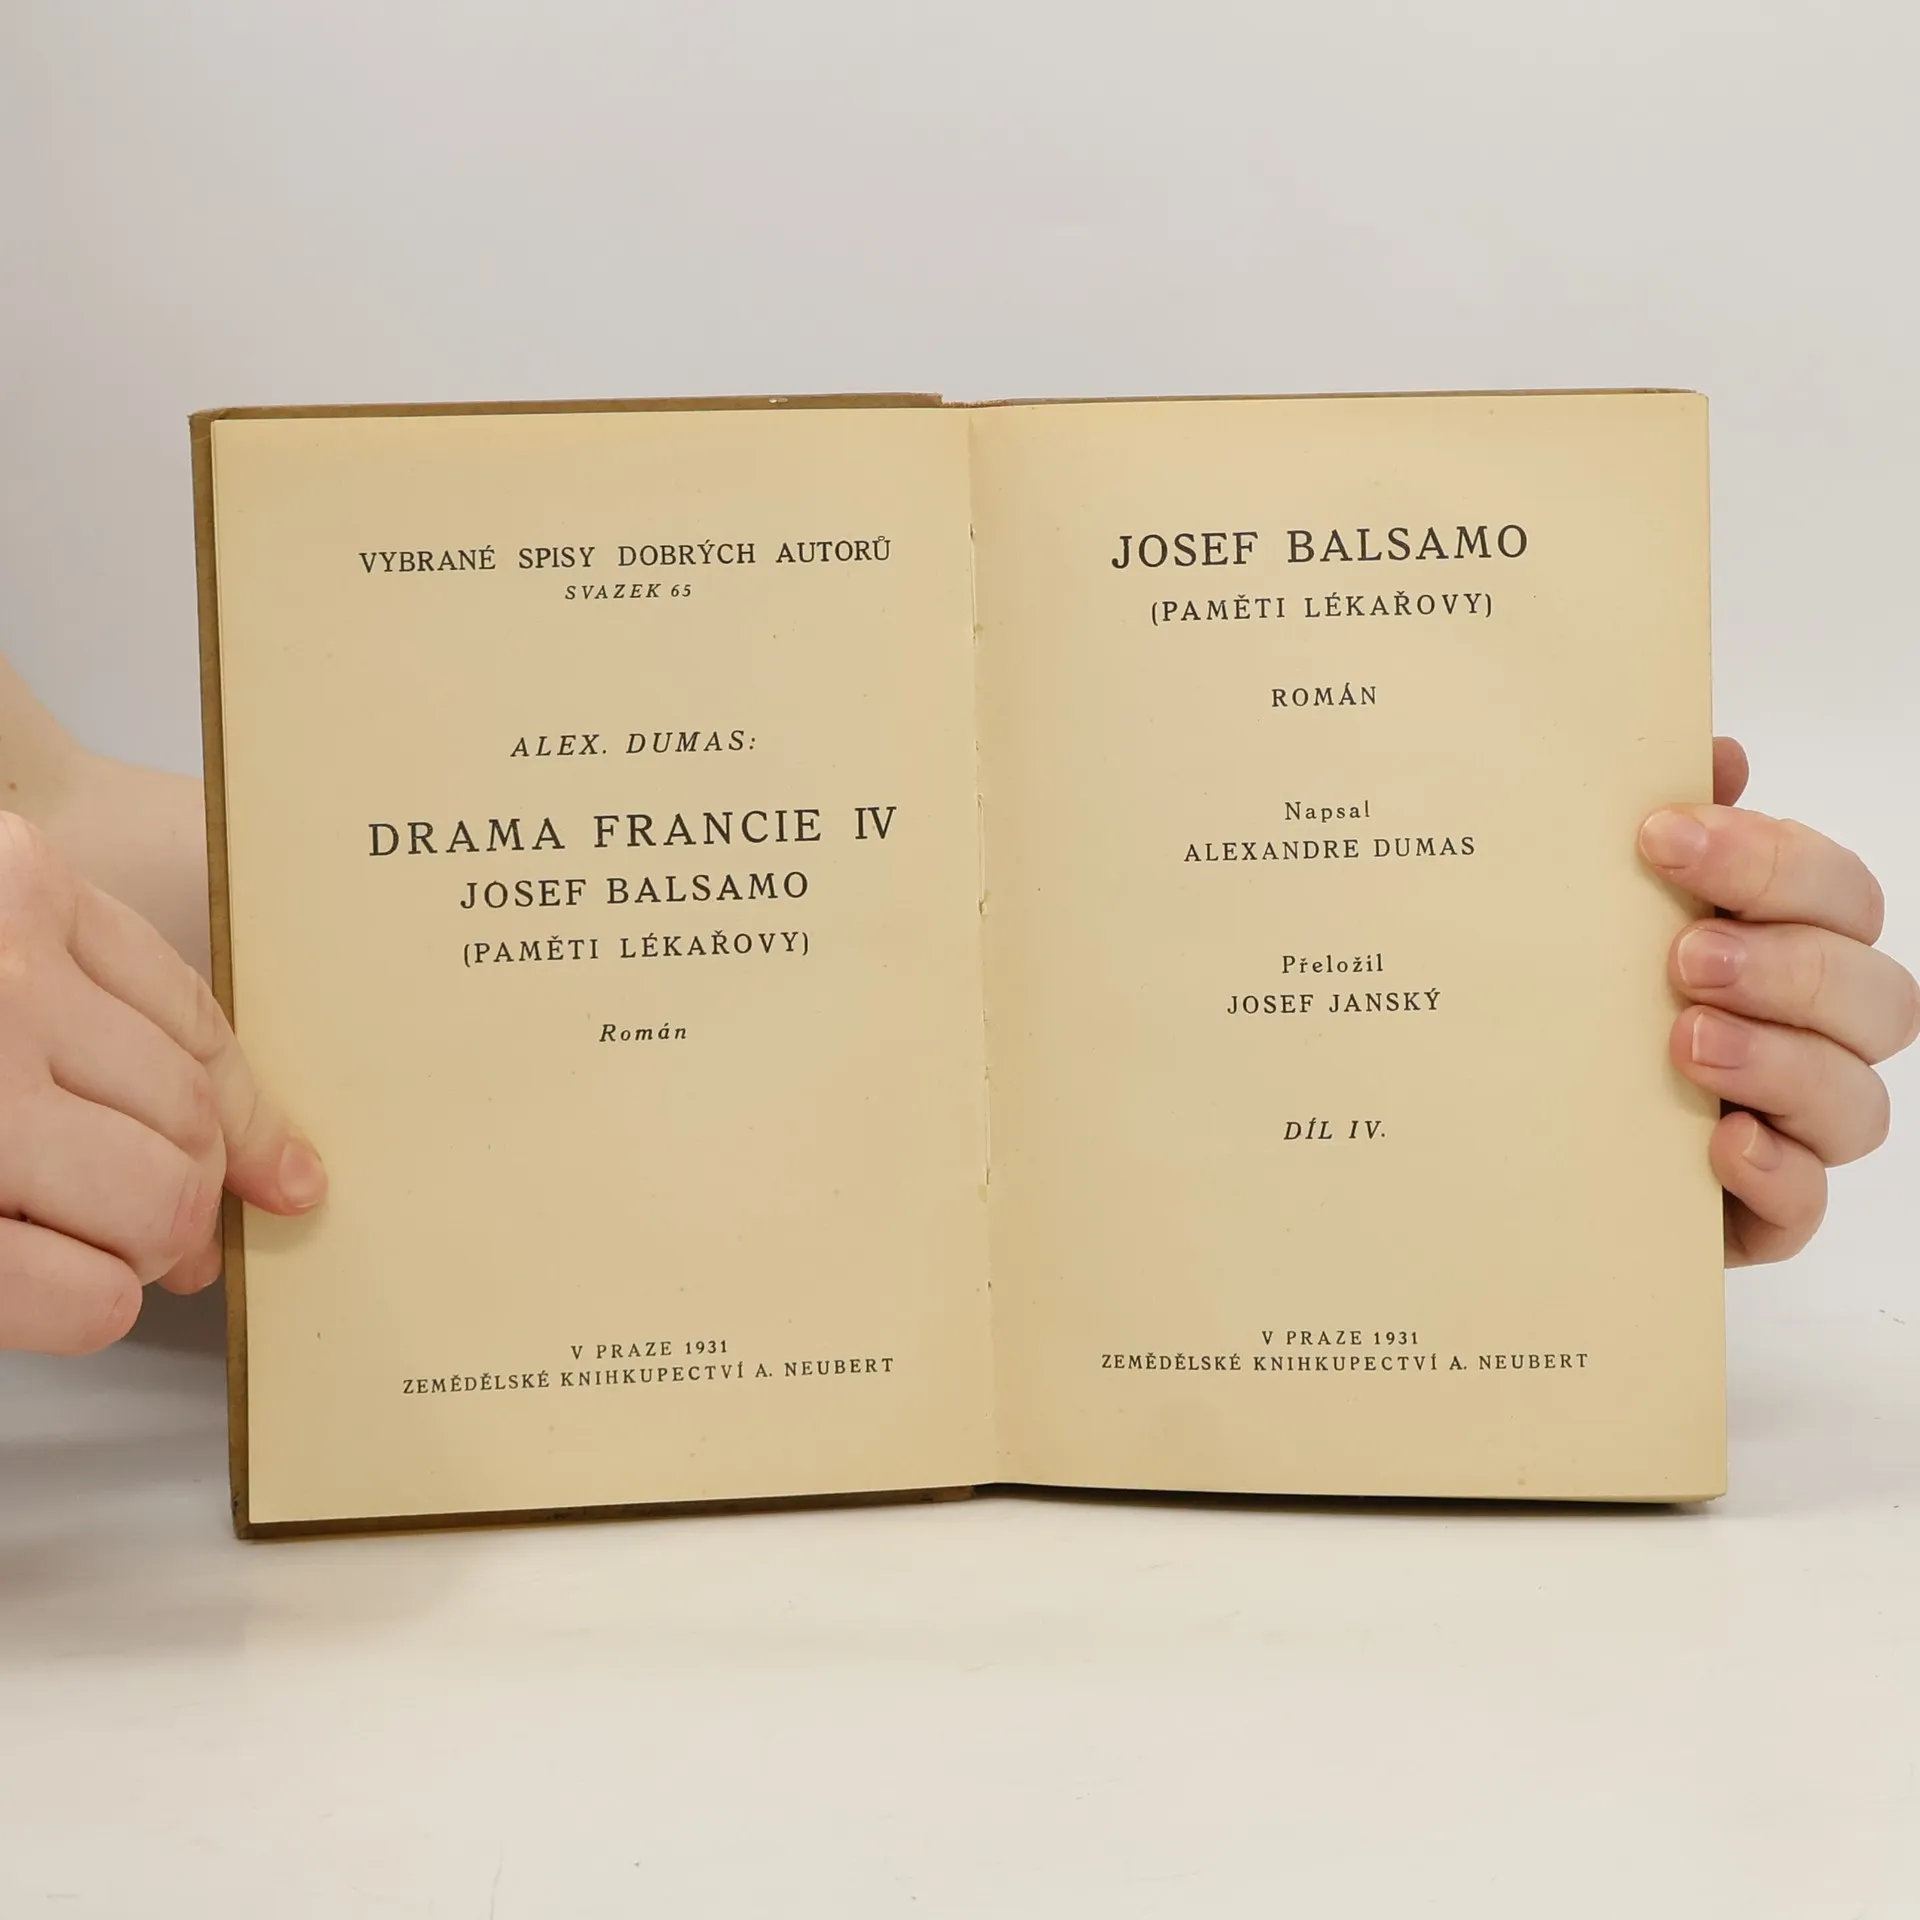 VYBRANÉ SPISY DOBRÝCH AUTORŮ
SVAZEK 65
ALEX. DUMAS:
DRAMA FRANCIE IV
JOSEF BALSAMO
(PAMĚTI LÉKAŘOVY)
Román
V PRAZE 1931
ZEMĚDĚLSKÉ KNIHKUPECTVÍ A. NEUBERT
JOSEF BALSAMO
(PAMĚTI LÉKAŘOVY)
ROMÁN
Napsal
ALEXANDRE DUMAS
Přeložil
JOSEF JANSKÝ
DÍL IV.
V PRAZE 1931
ZEMĚDĚLSKÉ KNIHKUPECTVÍ A. NEUBERT